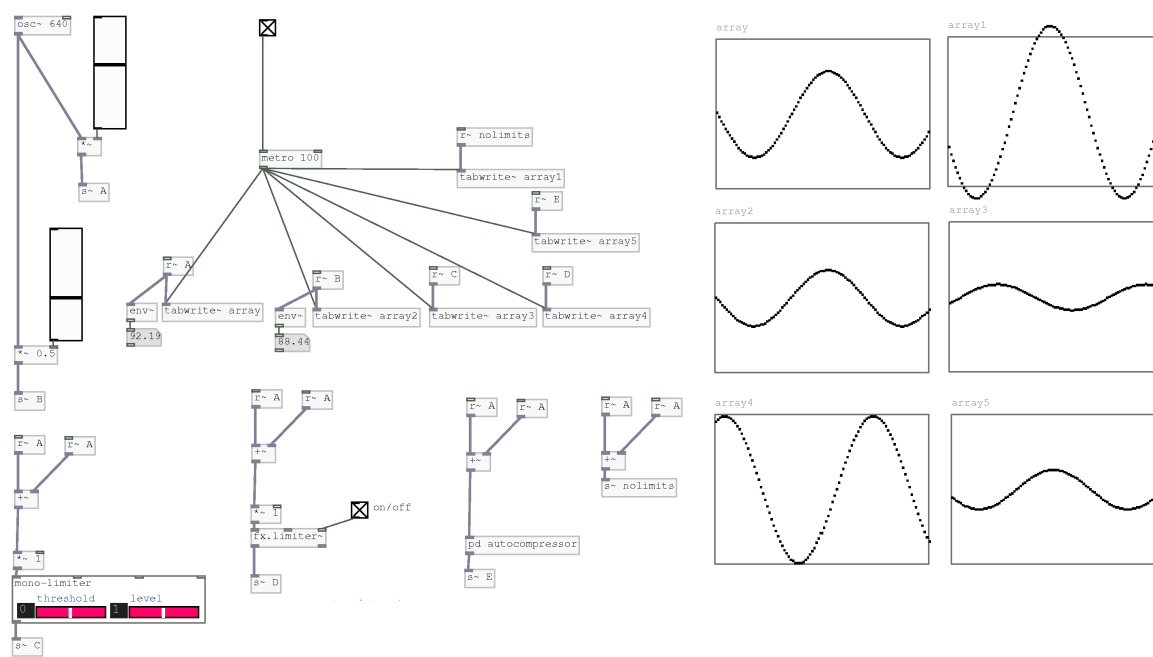 osc~ 640
*~
s~ A
*~ 0.5
s~ B
metro 100
r~ nolimits
tabwrite~ array1
r~ E
tabwrite~ array5
r~ A
env~
tabwrite~ array
92.19
r~ B
env~
tabwrite~ array2
88.44
r~ C
tabwrite~ array3
r~ D
tabwrite~ array4
r~ A
r~ A
+~
*~ 1
mono-limiter
threshold
level
0
1
s~ C
r~ A
r~ A
+~
*~ 1
on/off
fx.limiter~
s~ D
r~ A
r~ A
+~
pd autocompressor
s~ E
r~ A
r~ A
+~
s~ nolimits
array
array1
array2
array3
array4
array5